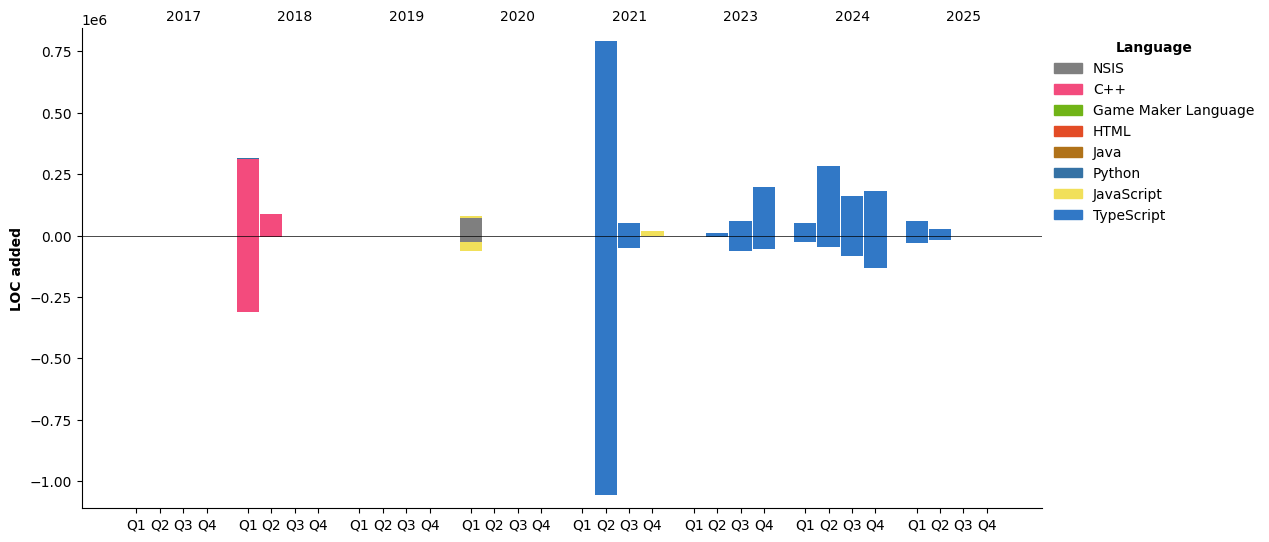 2017 2018 2019 2020 2021 2023 2024 2025
1e6
0.75
0.50
0.25
0.00
−0.25
−0.50
−0.75
−1.00
LOC added
Q1 Q2 Q3 Q4 Q1 Q2 Q3 Q4 Q1 Q2 Q3 Q4 Q1 Q2 Q3 Q4 Q1 Q2 Q3 Q4 Q1 Q2 Q3 Q4 Q1 Q2 Q3 Q4 Q1 Q2 Q3 Q4
Language
NSIS
C++
Game Maker Language
HTML
Java
Python
JavaScript
TypeScript